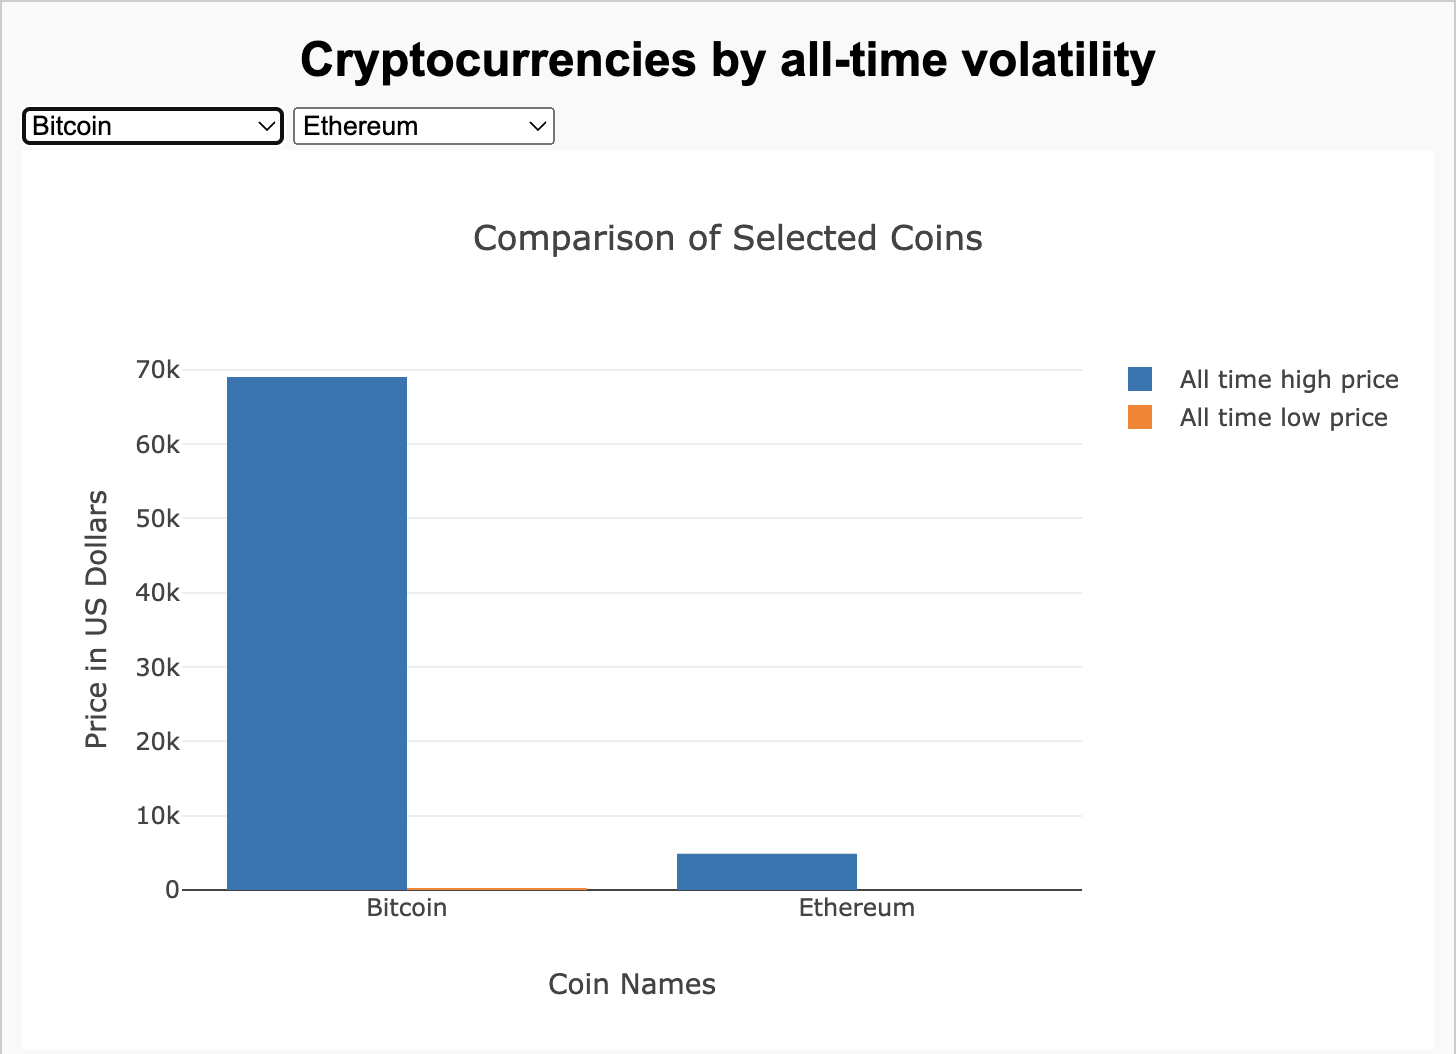 Cryptocurrencies by all-time volatility
Bitcoin
Ethereum
Comparison of Selected Coins
70k
60k
50k
40k
30k
20k
10k
0
Price in US Dollars
Bitcoin
Ethereum
Coin Names
All time high price
All time low price